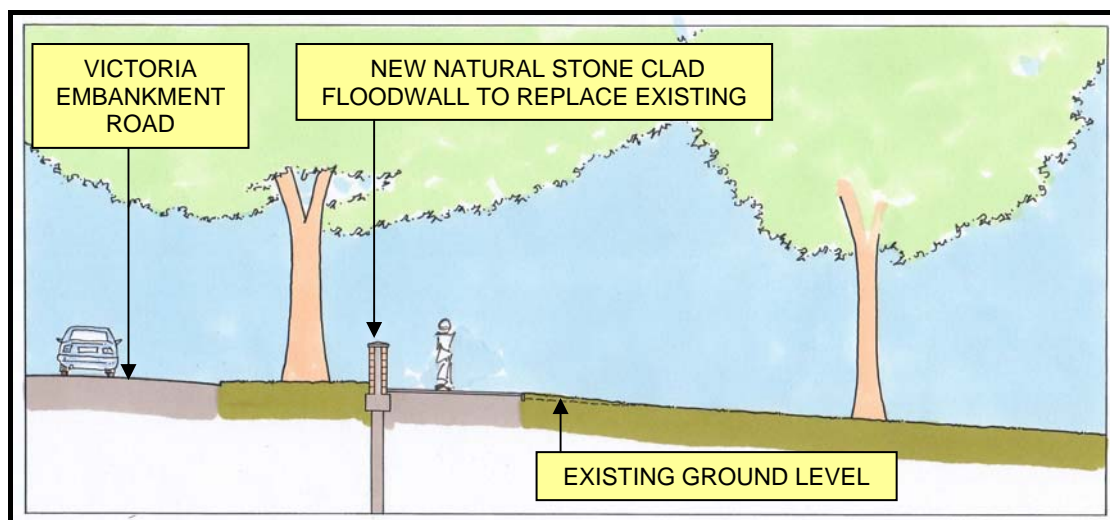 VICTORIA
EMBANKMENT
ROAD
NEW NATURAL STONE CLAD
FLOODWALL TO REPLACE EXISTING
EXISTING GROUND LEVEL